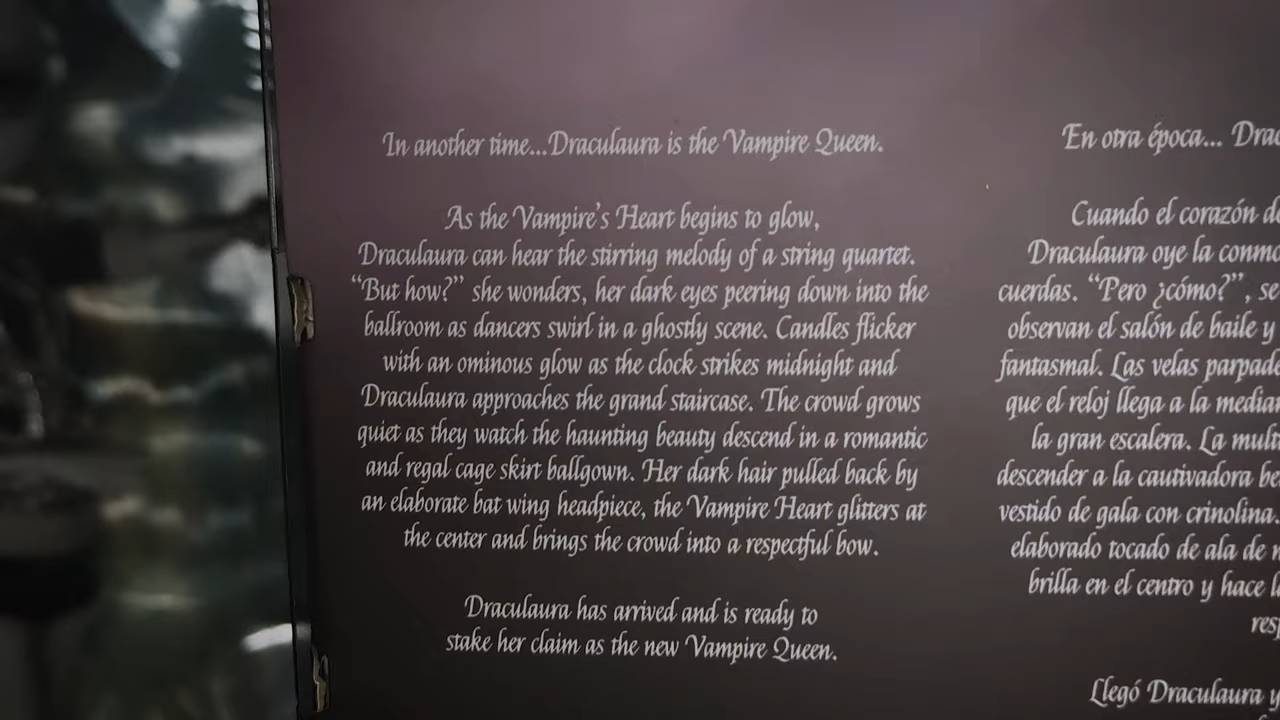 In another time...Draculaura is the Vampire Queen.
As the Vampire's Heart begins to glow,
Draculaura can hear the stirring melody of a string quartet.
“But how?” she wonders, her dark eyes peering down into the
ballroom as dancers swirl in a ghostly scene. Candles flicker
with an ominous glow as the clock strikes midnight and
Draculaura approaches the grand staircase. The crowd grows
quiet as they watch the haunting beauty descend in a romantic
and regal cage skirt ballgown. Her dark hair pulled back by
an elaborate bat wing headpiece, the Vampire Heart glitters at
the center and brings the crowd into a respectful bow.
Draculaura has arrived and is ready to
stake her claim as the new Vampire Queen.
En otra época...
Cuando el corazón
Draculaura oye la
cuerdas. “Pero ¿cómo?”, se
observan el salón de baile y
fantasmal. Las velas
que el reloj llega a la
la gran escalera. La
descender a la cautivadora
vestido de gala con crinolina.
elaborado tocado de ala de
brilla en el centro y hace
Llegó Draculaura y